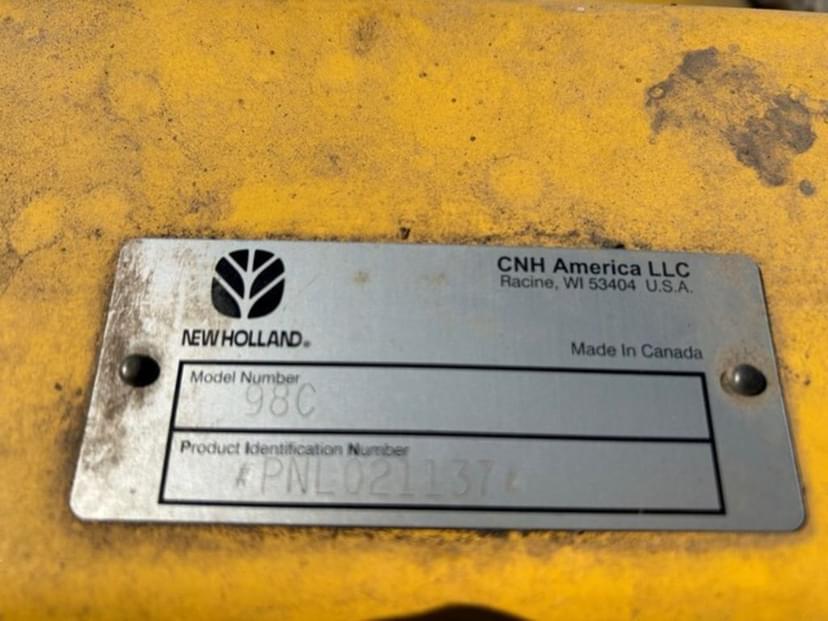 CNH America LLC
Racine, WI 53404 U.S.A.
NEW HOLLAND®
Made In Canada
Model Number
98C
Product Identification Number
*PNL021137*